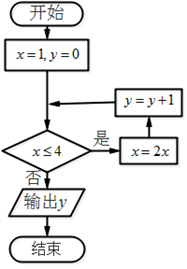 开始
x=1,y=0
y=y+1
x≤4
是
x=2x
否
输出y
结束